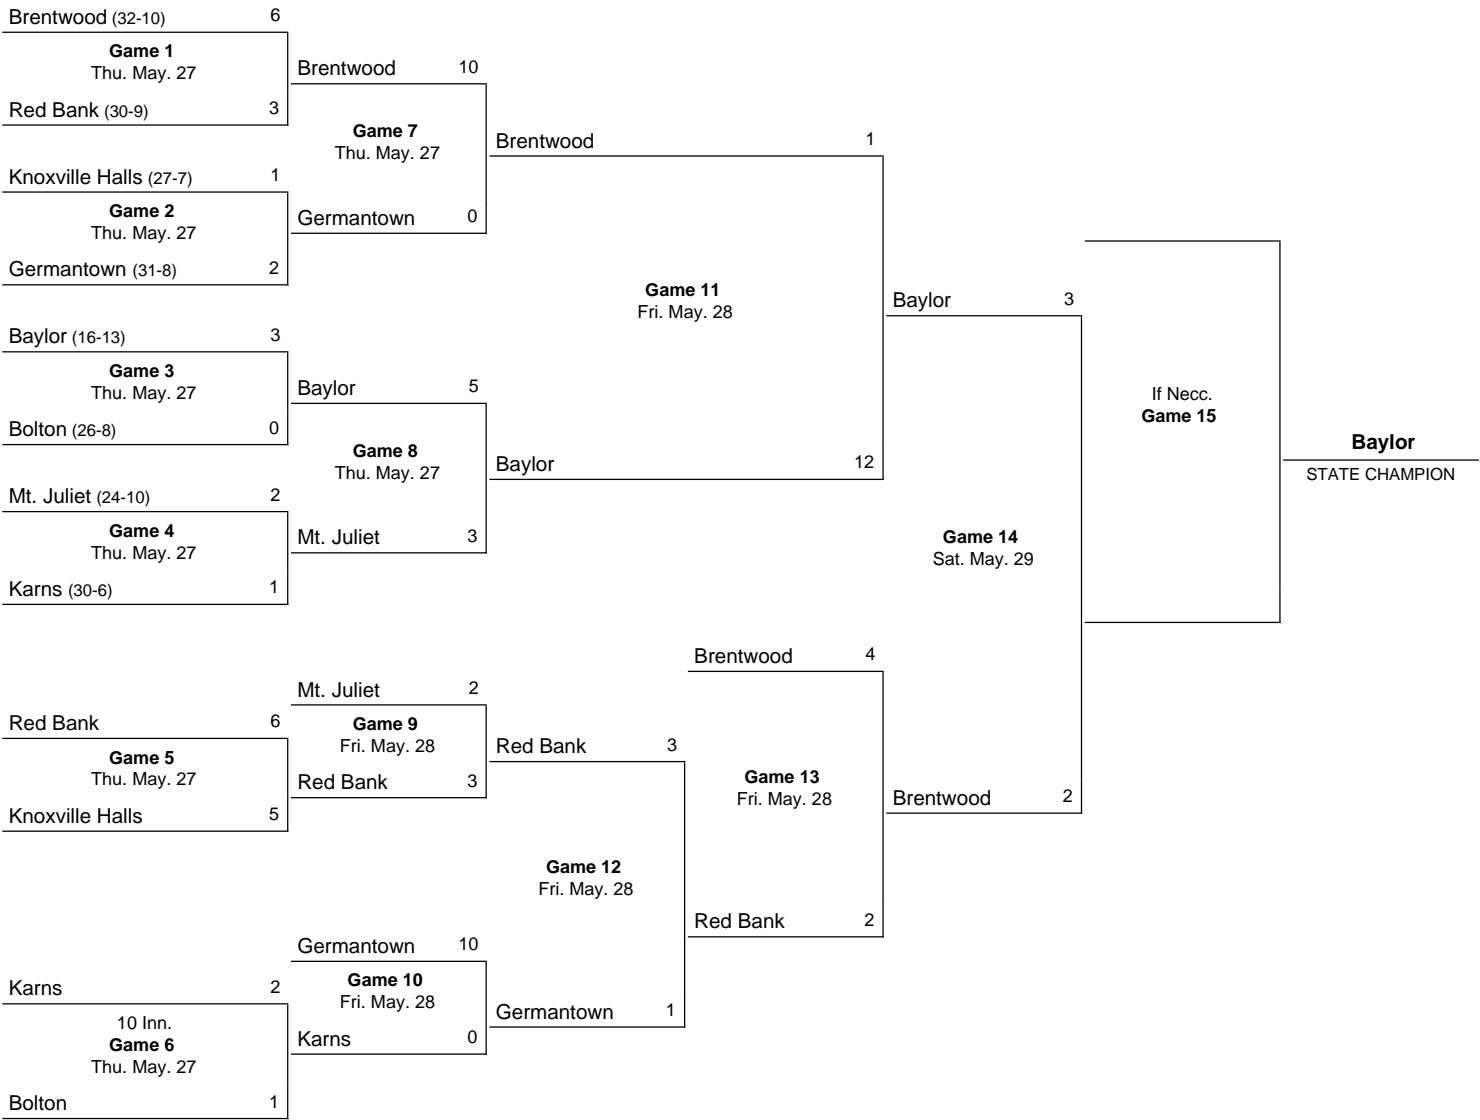 Brentwood (32-10) 6
Game 1
Thu. May. 27
Red Bank (30-9) 3
Knoxville Halls (27-7) 1
Game 2
Thu. May. 27
Germantown (31-8) 2
Baylor (16-13) 3
Game 3
Thu. May. 27
Bolton (26-8) 0
Mt. Juliet (24-10) 2
Game 4
Thu. May. 27
Karns (30-6) 1
Red Bank 6
Game 5
Thu. May. 27
Knoxville Halls 5
Karns 2
10 Inn.
Game 6
Thu. May. 27
Bolton 1
Brentwood 10
Game 7
Thu. May. 27
Germantown 0
Baylor 5
Game 8
Thu. May. 27
Mt. Juliet 3
Mt. Juliet 2
Game 9
Fri. May. 28
Red Bank 3
Germantown 10
Game 10
Fri. May. 28
Karns 0
Brentwood 1
Game 11
Fri. May. 28
Baylor 12
Red Bank 3
Game 12
Fri. May. 28
Germantown 1
Brentwood 4
Game 13
Fri. May. 28
Red Bank 2
Baylor 3
Game 14
Sat. May. 29
Brentwood 2
If Necc.
Game 15
Baylor
STATE CHAMPION